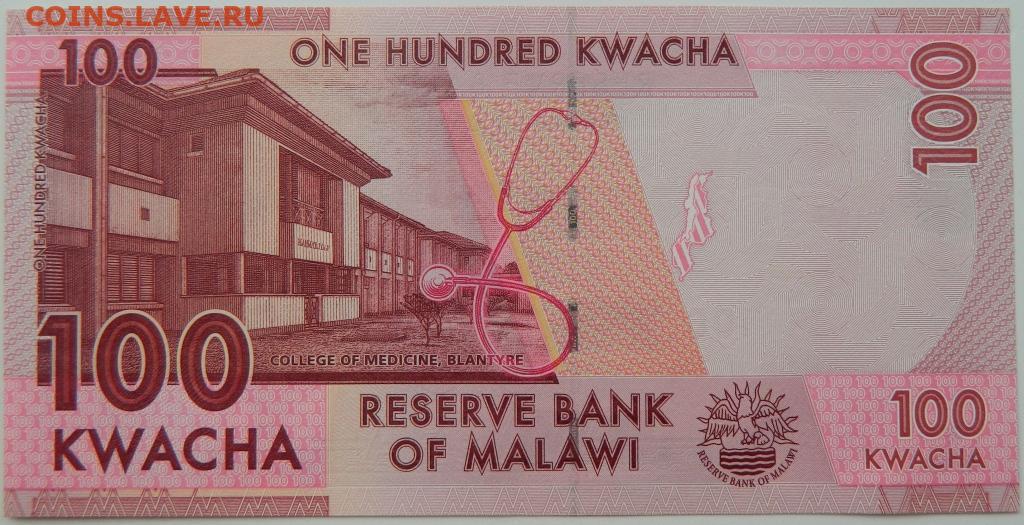 COINS.LAVE.RU
100
ONE HUNDRED KWACHA
100
ONE HUNDRED KWACHA
COLLEGE OF MEDICINE, BLANTYRE
100
KWACHA
RESERVE BANK
OF MALAWI
RESERVE BANK OF MALAWI
100
KWACHA